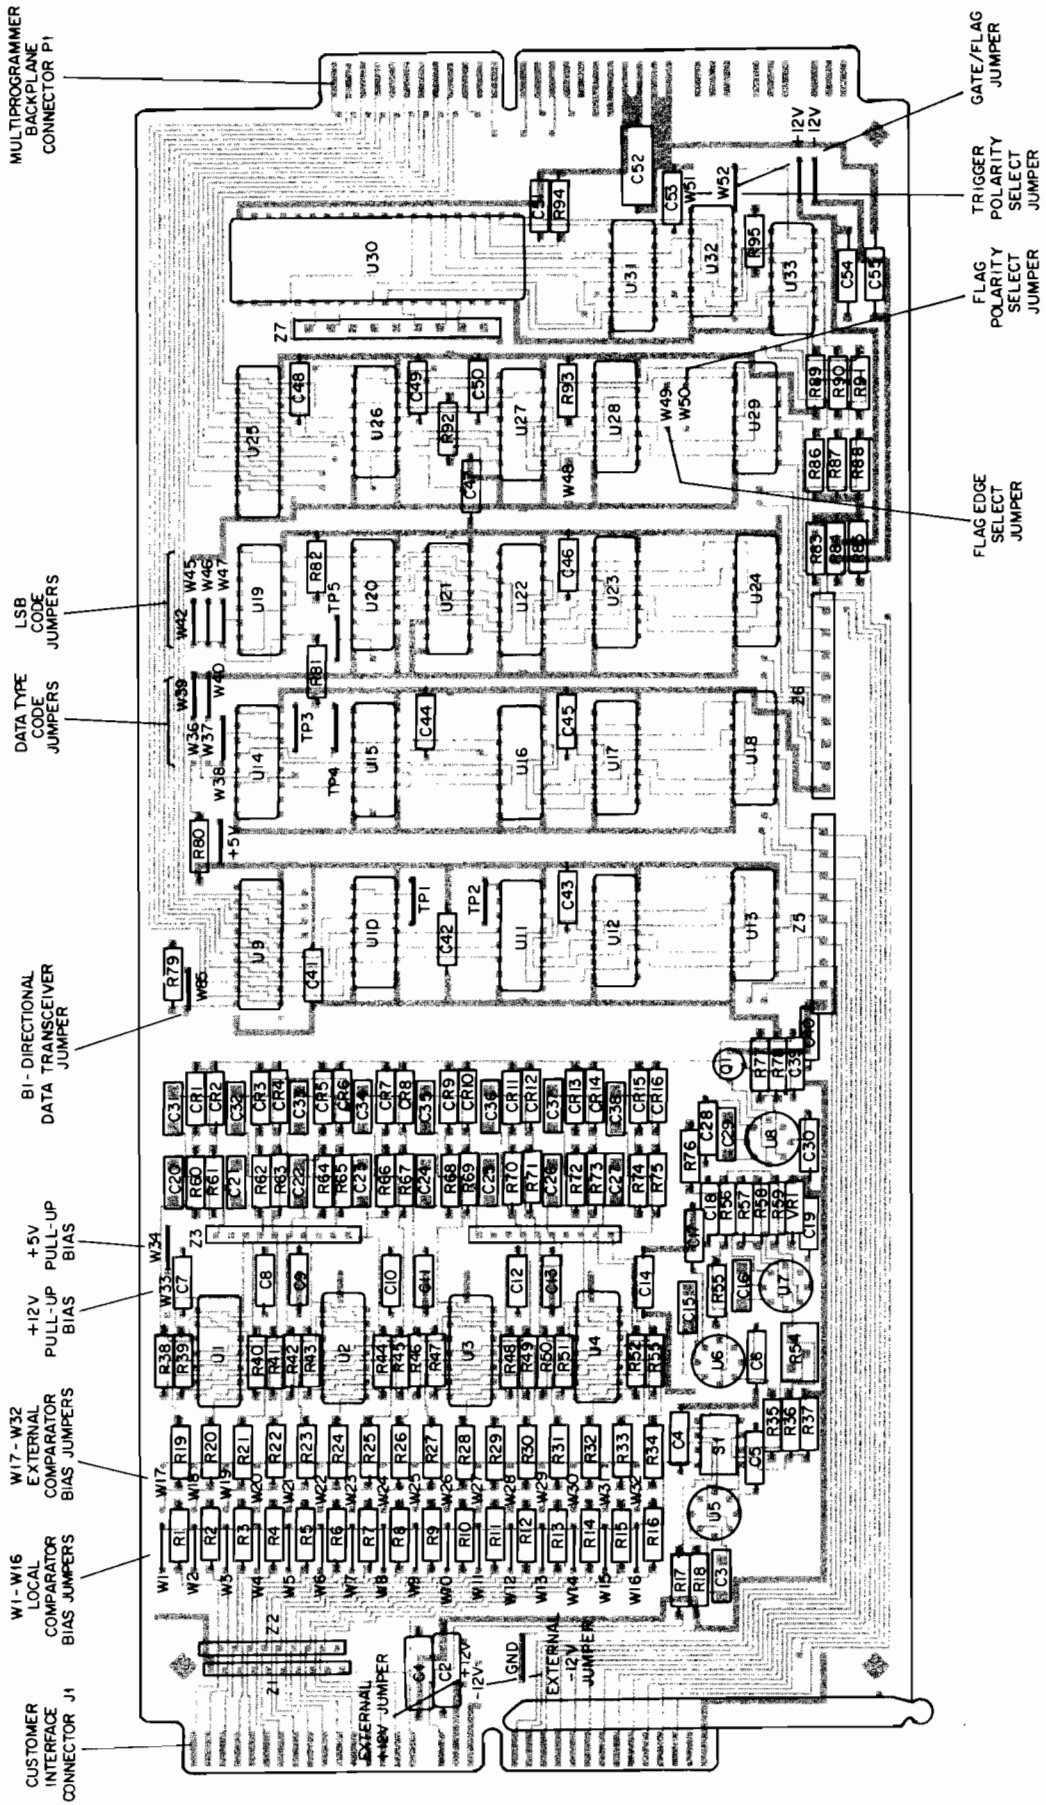 CUSTOMER
INTERFACE
CONNECTOR J1
W1-W16
LOCAL
COMPARATOR
BIAS JUMPERS
W17-W32
EXTERNAL
COMPARATOR
BIAS JUMPERS
+12V
PULL-UP
BIAS
+5V
PULL-UP
BIAS
BI-DIRECTIONAL
DATA TRANSCEIVER
JUMPER
DATA TYPE
CODE
JUMPERS
LSB
CODE
JUMPERS
MULTIPROGRAMMER
BACKPLANE
CONNECTOR P1
Z1
Z2
EXTERNAL
+12V JUMPER
C1
C2
+12V
-12V
GND
EXTERNAL
-12V
JUMPER
W1
W2
W3
W4
W5
W6
W7
W8
W9
W10
W11
W12
W13
W14
W15
W16
R1
R2
R3
R4
R5
R6
R7
R8
R9
R10
R11
R12
R13
R14
R15
R16
R17
R18
C3
U5
W17
W18
W19
W20
W21
W22
W23
W24
W25
W26
W27
W28
W29
W30
W31
W32
R19
R20
R21
R22
R23
R24
R25
R26
R27
R28
R29
R30
R31
R32
R33
R34
C4
S1
C5
R35
R36
R37
R38
R39
U1
R40
R41
R42
R43
U2
R44
R45
R46
R47
U3
R48
R49
R50
R51
U4
R52
R53
U6
C6
R54
W33
W34
C7
Z3
C8
C9
C10
C11
C12
C13
C14
C15
R55
C16
U7
C17
C18
R56
R57
R58
R59
VR1
C19
C20
R60
R61
C21
R62
R63
C22
R64
R65
C23
R66
R67
C24
R68
R69
C25
R70
R71
C26
R72
R73
C27
R74
R75
R76
C28
C29
U8
C30
C31
CR1
CR2
C32
CR3
CR4
C33
CR5
CR6
C34
CR7
CR8
C35
CR9
CR10
C36
CR11
CR12
C37
CR13
CR14
C38
CR15
CR16
Q1
R77
R78
C39
C40
R79
W85
U9
C41
U10
TP1
C42
TP2
U11
C43
U12
U13
Z5
R80
+5V
W36
W37
W38
W39
W40
U14
TP3
TP4
U15
C44
U16
C45
U17
U18
Z6
R81
W42
W45
W46
W47
U19
R82
TP5
U20
U21
U22
C46
U23
U24
R83
R84
R85
U25
C48
U26
C49
R92
C47
C50
U27
R93
W48
U28
W49
W50
U29
R86
R87
R88
R89
R90
R91
Z7
U30
R94
C52
U31
C53
W51
W52
U32
R95
U33
C54
C55
-12V
+12V
FLAG EDGE
SELECT
JUMPER
FLAG
POLARITY
SELECT
JUMPER
TRIGGER
POLARITY
SELECT
JUMPER
GATE/FLAG
JUMPER